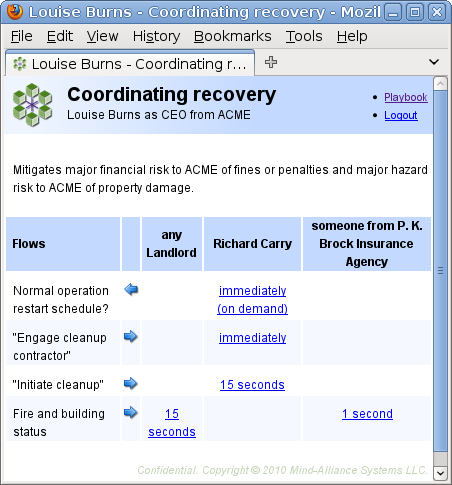 Louise Burns - Coordinating recovery - Mozil
File Edit View History Bookmarks Tools Help
Louise Burns - Coordinating r...
Coordinating recovery
Louise Burns as CEO from ACME
Playbook
Logout
Mitigates major financial risk to ACME of fines or penalties and major hazard
risk to ACME of property damage.
Flows
any
Landlord
Richard Carry
someone from P. K.
Brock Insurance
Agency
Normal operation
restart schedule?
immediately
(on demand)
"Engage cleanup
contractor"
immediately
"Initiate cleanup"
15 seconds
Fire and building
status
15
seconds
1 second
Confidential. Copyright © 2010 Mind-Alliance Systems LLC.